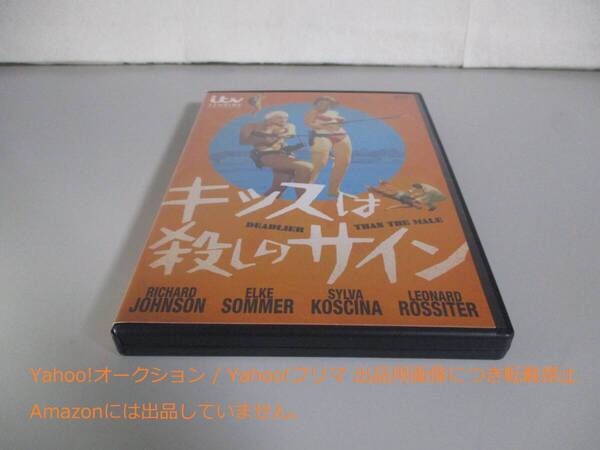 itv
STUDIOS
キッスは
DEADLIER THAN THE MALE
殺しのサイン
RICHARD JOHNSON
ELKE SOMMER
SYLVA KOSCINA
LEONARD ROSSITER
Yahoo!オークション / Yahoo!フリマ 出品用画像につき転載禁止
Amazonには出品していません。